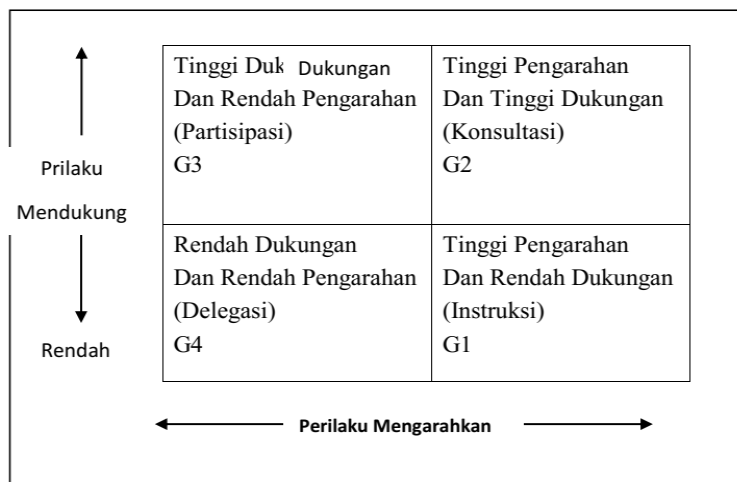 Tinggi Duk Dukungan
Dan Rendah Pengarahan
(Partisipasi)
G3
Tinggi Pengarahan
Dan Tinggi Dukungan
(Konsultasi)
G2
Prilaku
Mendukung
Rendah Dukungan
Dan Rendah Pengarahan
(Delegasi)
G4
Tinggi Pengarahan
Dan Rendah Dukungan
(Instruksi)
G1
Rendah
Perilaku Mengarahkan